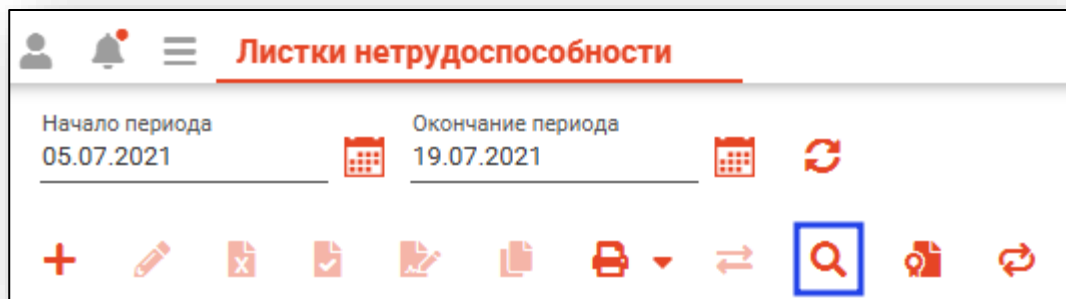 Листки нетрудоспособности
Начало периода Окончание периода
05.07.2021 19.07.2021